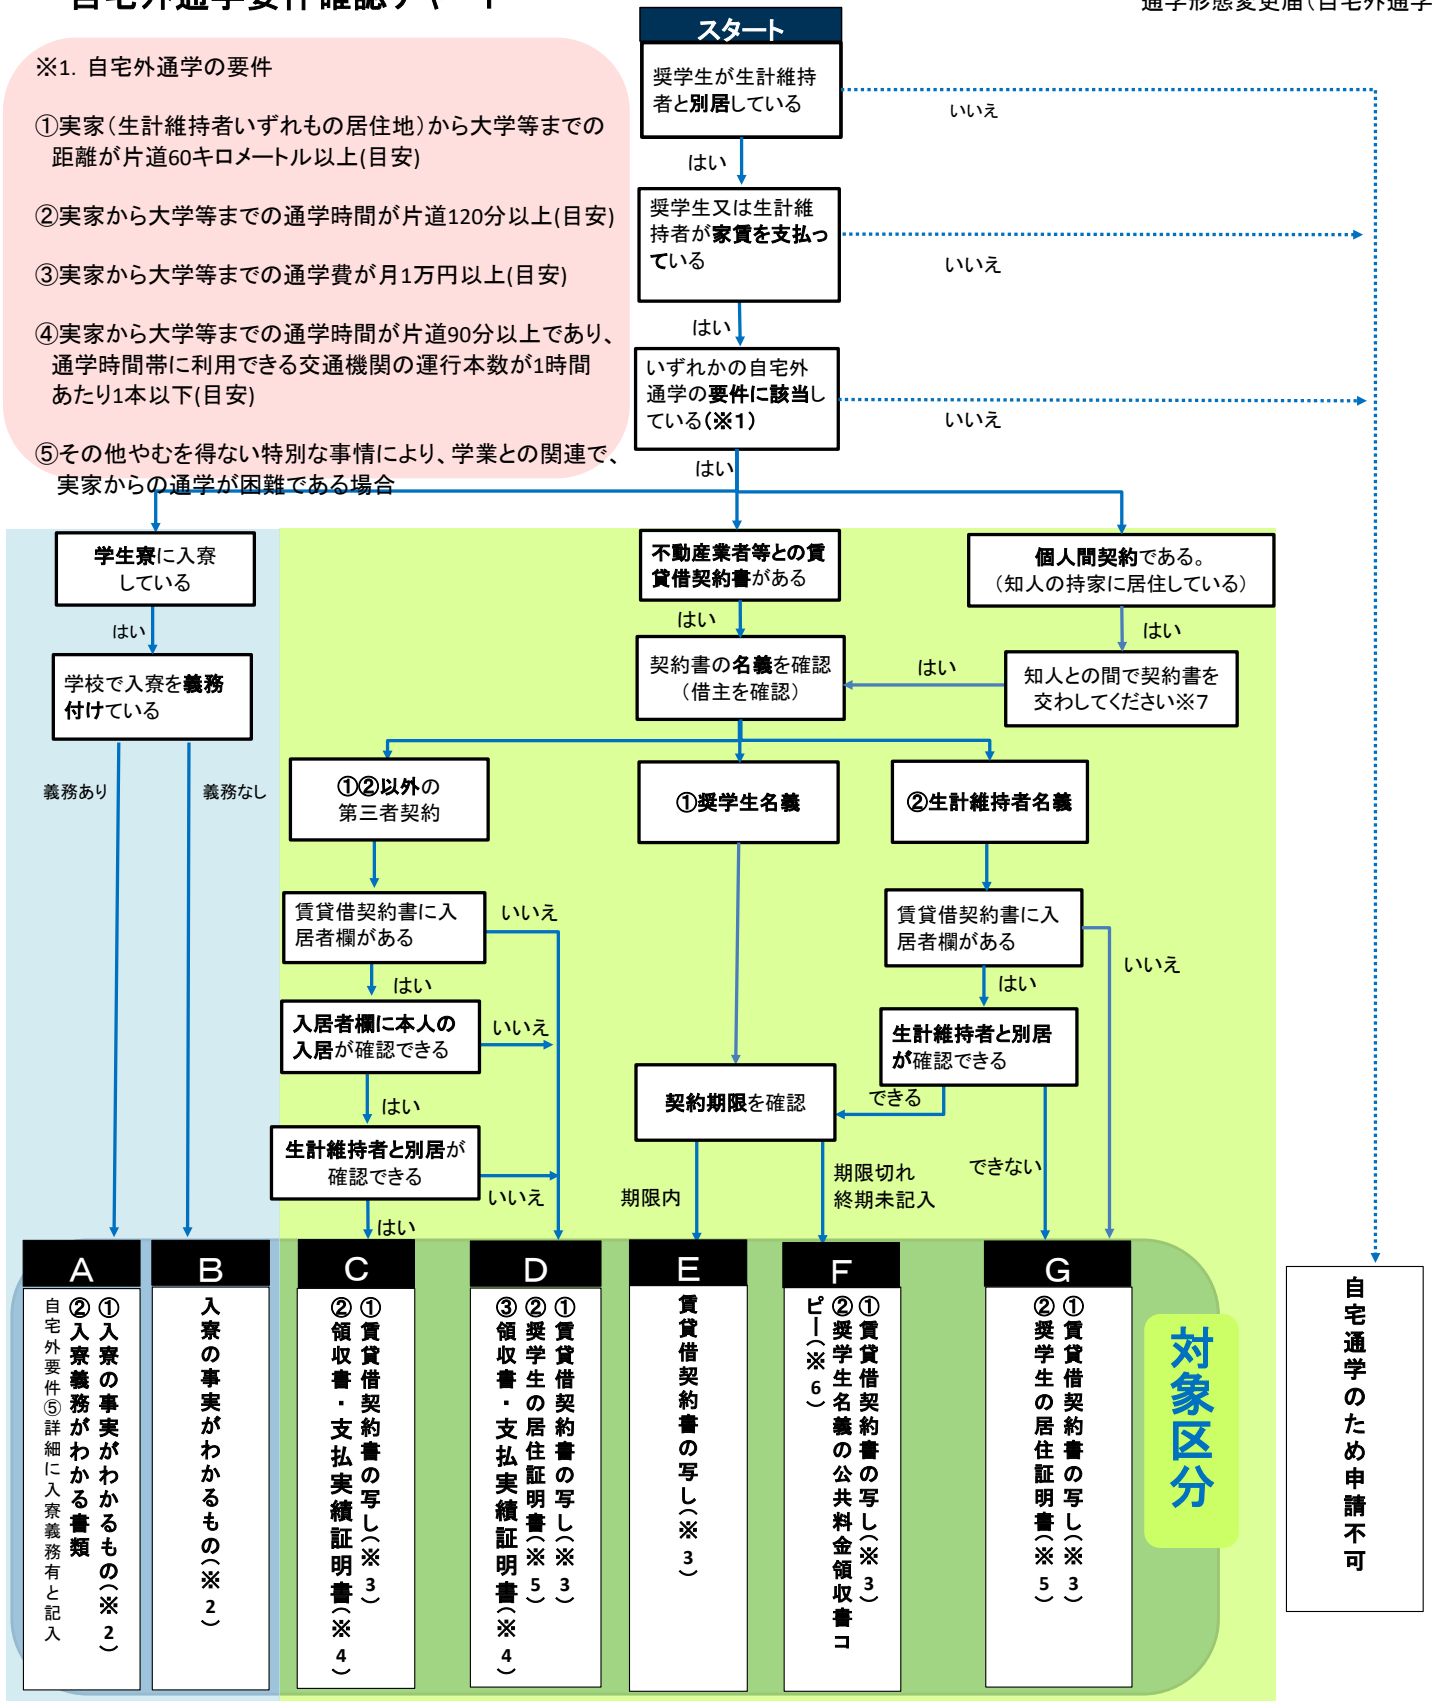 自宅外通学要件確認チャート
通学形態変更届(自宅外通学
※1. 自宅外通学の要件
①実家(生計維持者いずれもの居住地)から大学等までの
距離が片道60キロメートル以上(目安)
②実家から大学等までの通学時間が片道120分以上(目安)
③実家から大学等までの通学費が月1万円以上(目安)
④実家から大学等までの通学時間が片道90分以上であり、
通学時間帯に利用できる交通機関の運行本数が1時間
あたり1本以下(目安)
⑤その他やむを得ない特別な事情により、学業との関連で、
実家からの通学が困難である場合
スタート
奨学生が生計維持
者と別居している
いいえ
はい
奨学生又は生計維
持者が家賃を支払っ
ている
いいえ
はい
いずれかの自宅外
通学の要件に該当し
ている(※1)
いいえ
はい
学生寮に入寮
している
はい
学校で入寮を義務
付けている
義務あり
義務なし
不動産業者等との賃
貸借契約書がある
はい
契約書の名義を確認
(借主を確認)
個人間契約である。
(知人の持家に居住している)
はい
知人との間で契約書を
交わしてください※7
はい
①②以外の
第三者契約
①奨学生名義
②生計維持者名義
賃貸借契約書に入
居者欄がある
いいえ
はい
入居者欄に本人の
入居が確認できる
いいえ
はい
生計維持者と別居が
確認できる
いいえ
はい
賃貸借契約書に入
居者欄がある
いいえ
はい
生計維持者と別居
が確認できる
できる
できない
契約期限を確認
期限内
期限切れ
終期未記入
A
①入寮の事実がわかるもの(※2)
②入寮義務がわかる書類
自宅外要件⑤詳細に入寮義務有と記入
B
入寮の事実がわかるもの(※2)
C
①賃貸借契約書の写し(※3)
②領収書・支払実績証明書(※4)
D
①賃貸借契約書の写し(※3)
②奨学生の居住証明書(※5)
③領収書・支払実績証明書(※4)
E
賃貸借契約書の写し(※3)
F
①賃貸借契約書の写し(※3)
②奨学生名義の公共料金領収書コ
ピー(※6)
G
①賃貸借契約書の写し(※3)
②奨学生の居住証明書(※5)
対象区分
自宅通学のため申請不可